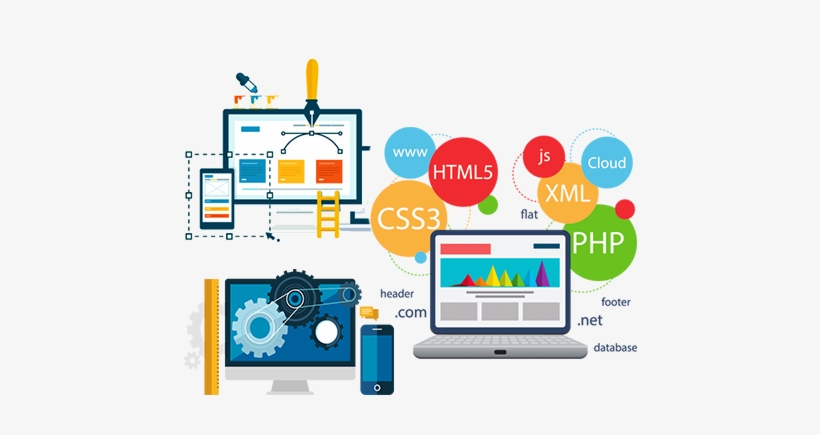 www
HTML5
js
Cloud
XML
CSS3
flat
PHP
header
.com
footer
.net
database